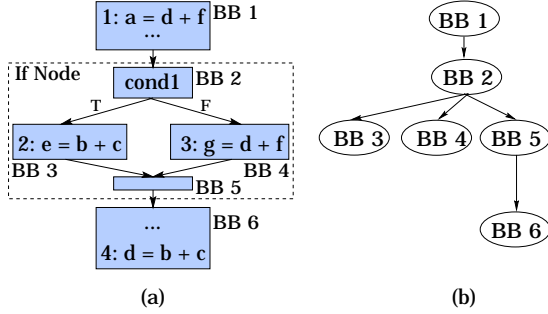 1: a = d + f
...
BB 1
If Node
cond1
BB 2
T
F
2: e = b + c
3: g = d + f
BB 3
BB 4
BB 5
...
4: d = b + c
BB 6
(a)
BB 1
BB 2
BB 3
BB 4
BB 5
BB 6
(b)